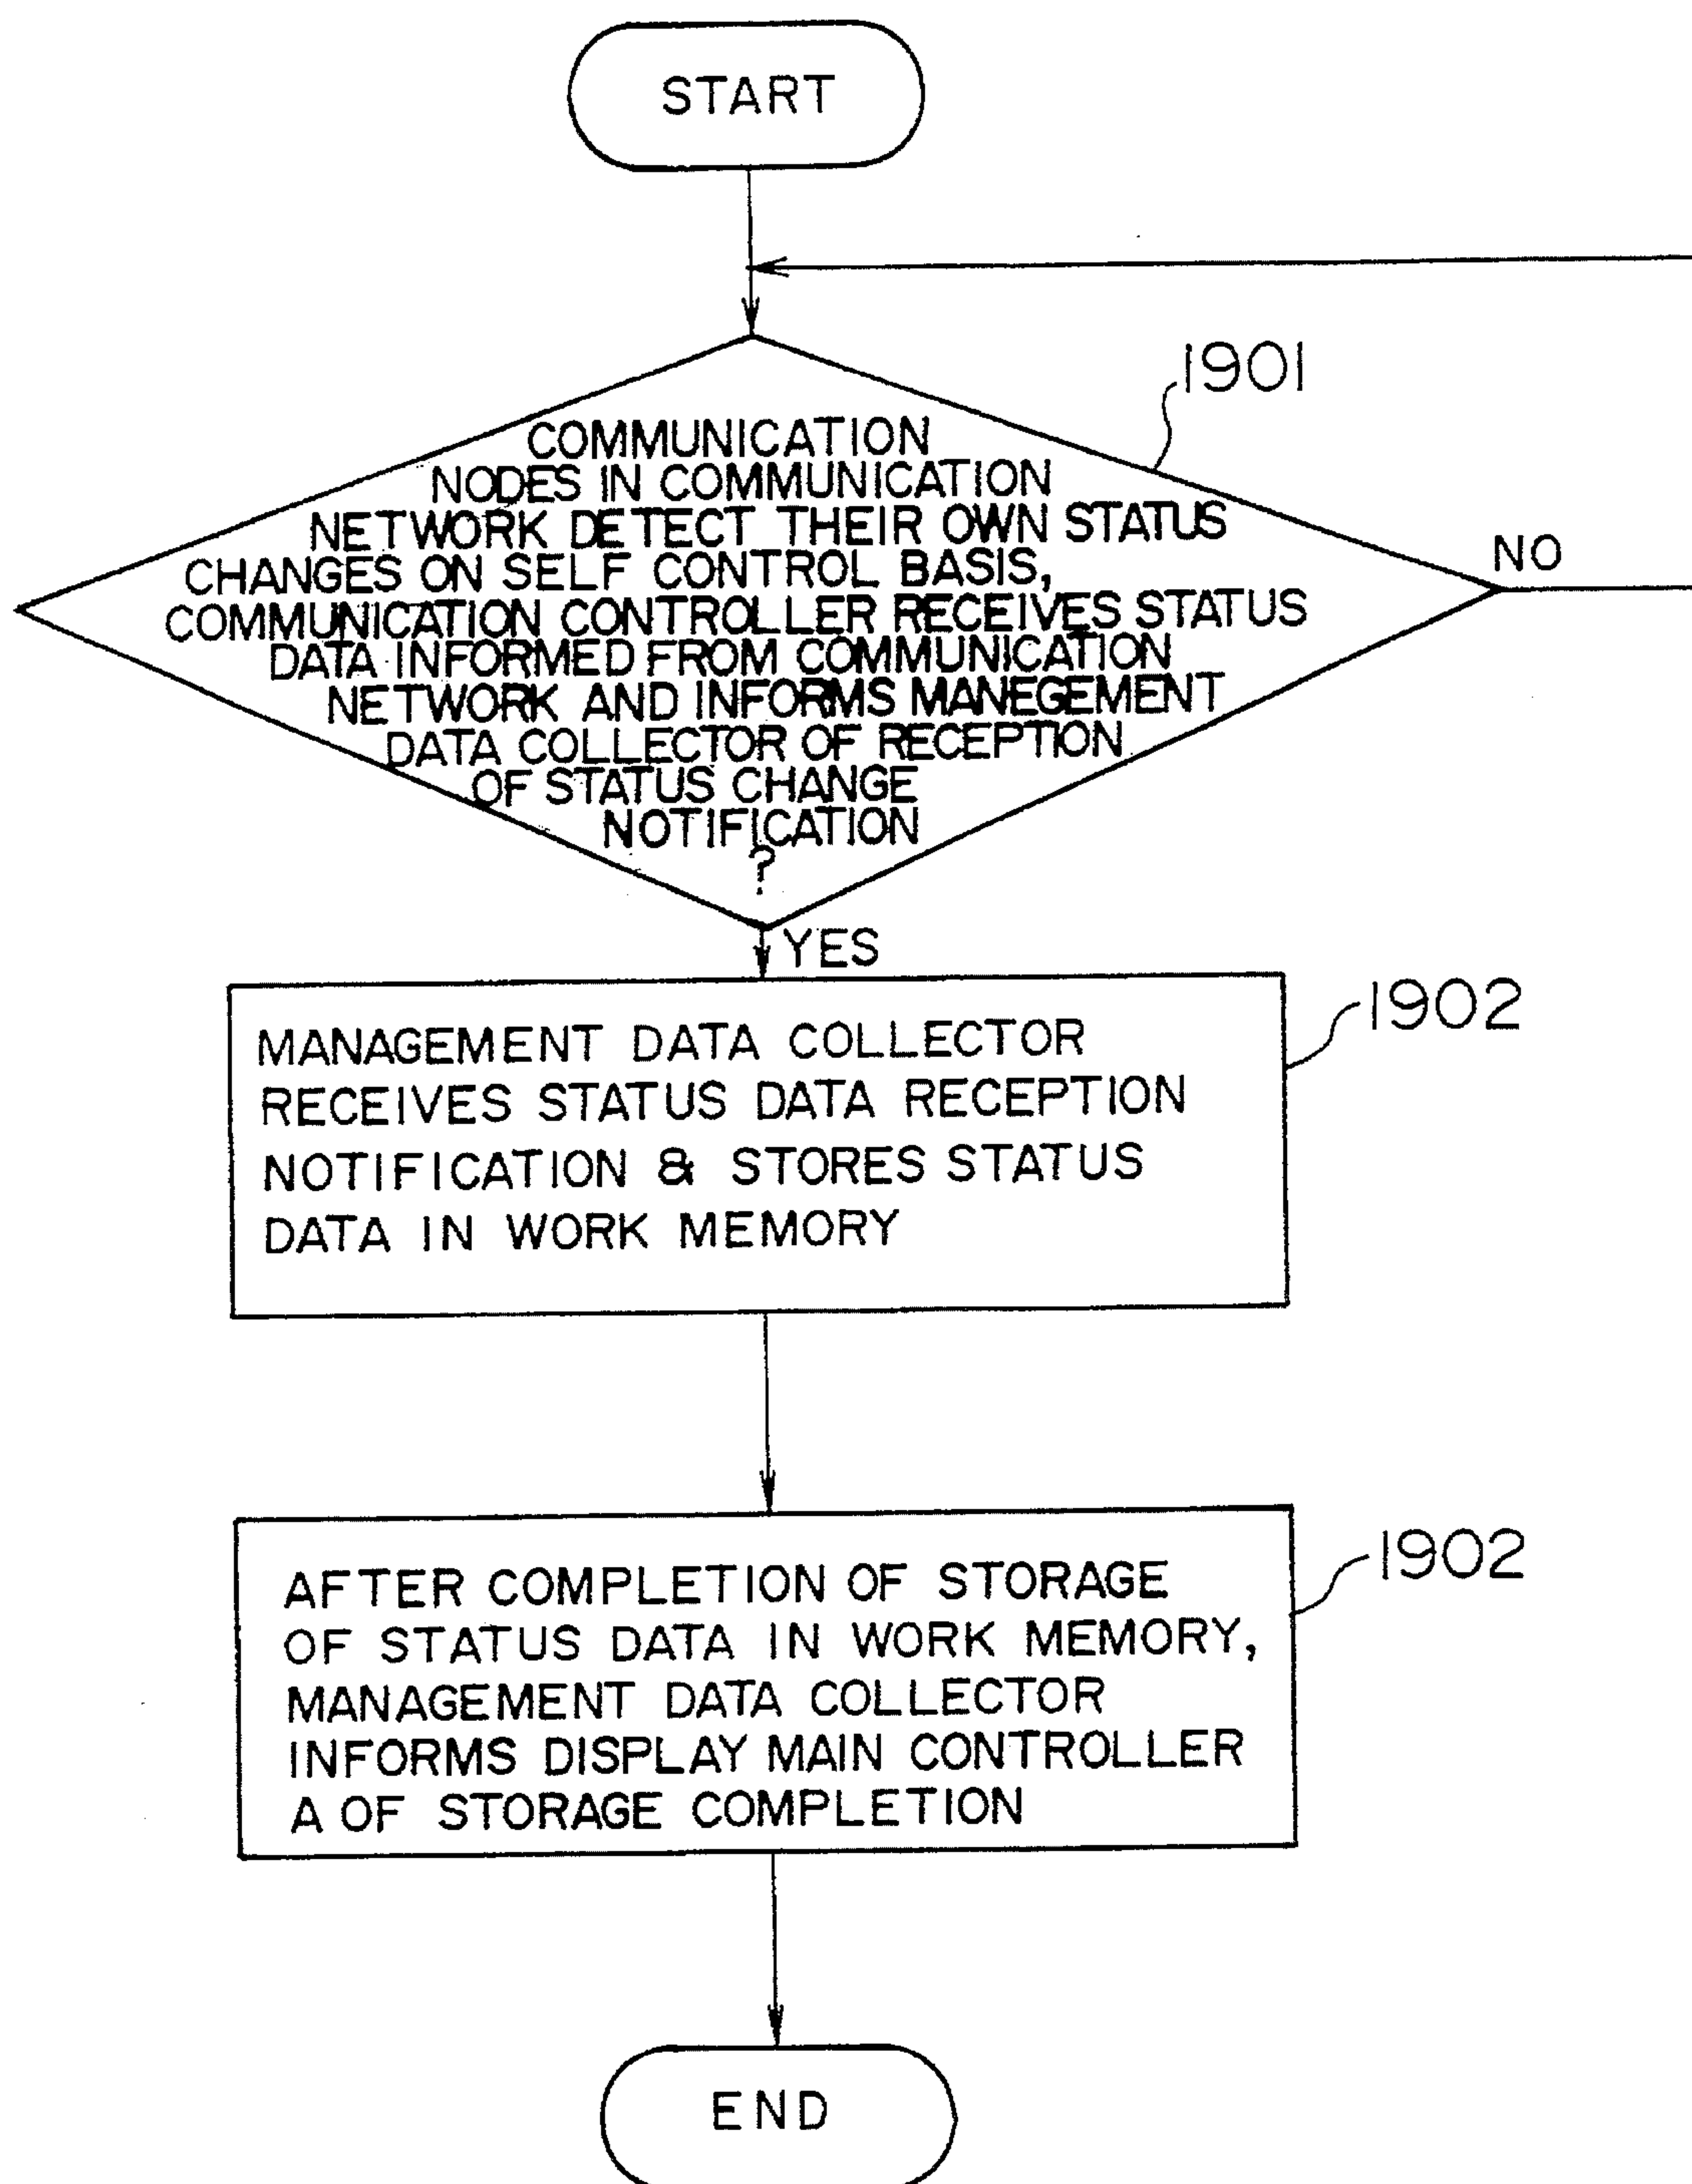 START
1901
COMMUNICATION
NODES IN COMMUNICATION
NETWORK DETECT THEIR OWN STATUS
CHANGES ON SELF CONTROL BASIS,
COMMUNICATION CONTROLLER RECEIVES STATUS
DATA INFORMED FROM COMMUNICATION
NETWORK AND INFORMS MANEGEMENT
DATA COLLECTOR OF RECEPTION
OF STATUS CHANGE
NOTIFICATION
?
NO
YES
1902
MANAGEMENT DATA COLLECTOR
RECEIVES STATUS DATA RECEPTION
NOTIFICATION & STORES STATUS
DATA IN WORK MEMORY
1902
AFTER COMPLETION OF STORAGE
OF STATUS DATA IN WORK MEMORY,
MANAGEMENT DATA COLLECTOR
INFORMS DISPLAY MAIN CONTROLLER
A OF STORAGE COMPLETION
END